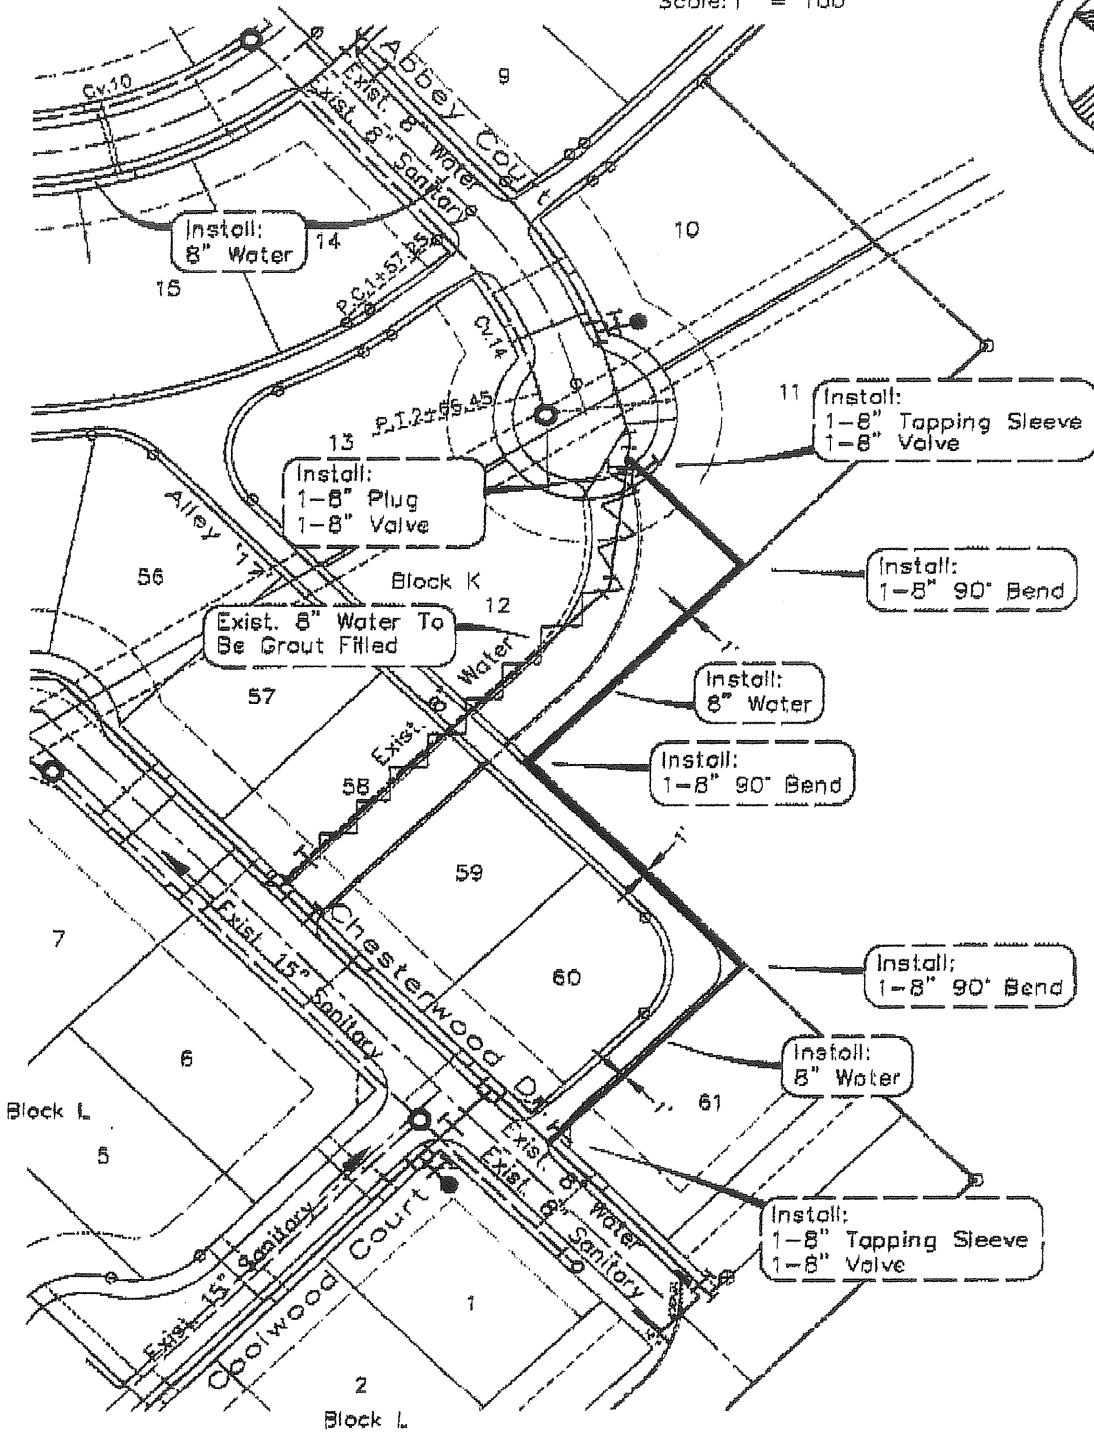 Scale: 1" = 100'
Abbey Court
Exist. 8" Water
Exist. 8" Sanitary
9
Cv.10
Install:
8" Water
14
10
15
P.C.1+57.25
Cv.14
P.T.2+55.45
11
Install:
1-8" Tapping Sleeve
1-8" Valve
13
Install:
1-8" Plug
1-8" Valve
Alley '17'
56
Block K
12
Install:
1-8" 90° Bend
Exist. 8" Water To
Be Grout Filled
57
Exist. 8" Water
Install:
8" Water
Install:
1-8" 90° Bend
58
59
7
Exist. 15" Sanitary
Chesterwood Dr.
60
Install:
1-8" 90° Bend
6
Install:
8" Water
61
Block L
5
Exist. 8" Water
Exist. 8" Sanitary
Exist. 15" Sanitary
Coolwood Court
Install:
1-8" Tapping Sleeve
1-8" Valve
1
2
Block L